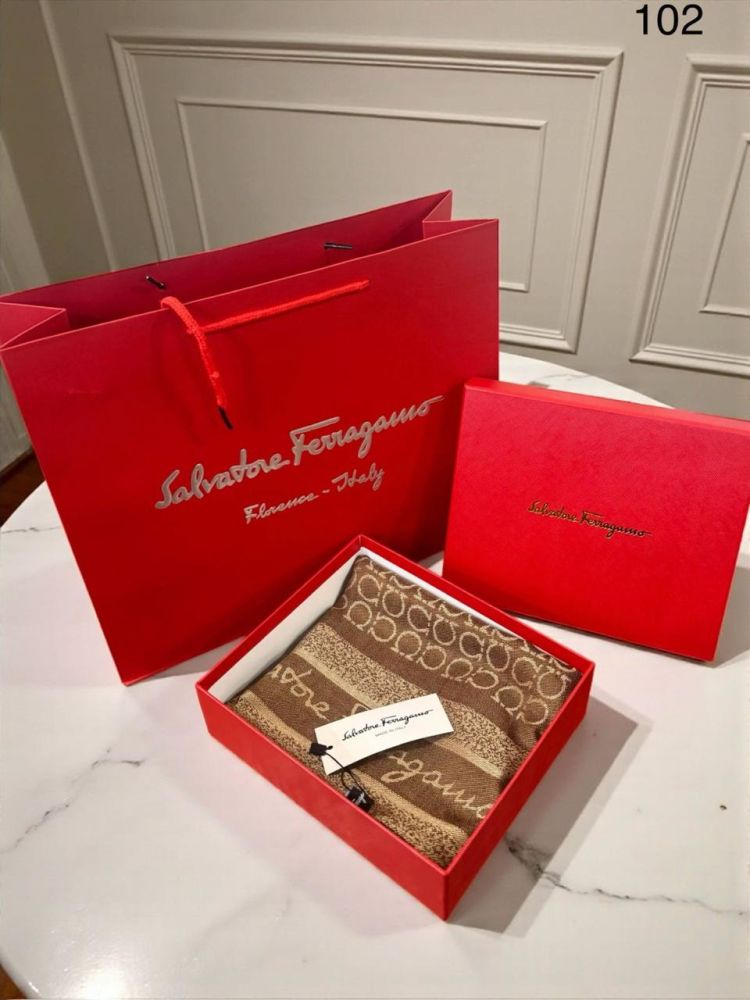 102
Salvatore Ferragamo
Florence - Italy
Salvatore Ferragamo
Salvatore Ferragamo
MADE IN ITALY